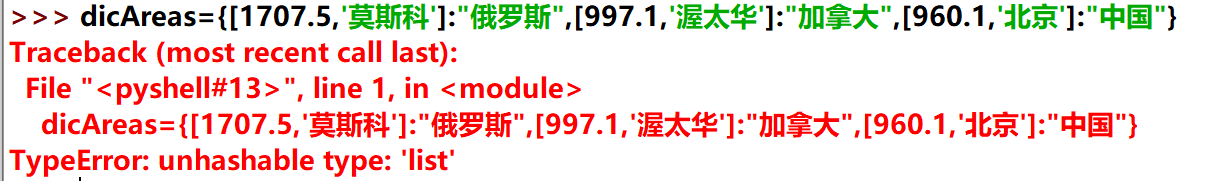 >>> dicAreas={[1707.5,'莫斯科']:"俄罗斯",[997.1,'渥太华']:"加拿大",[960.1,'北京']:"中国"}
Traceback (most recent call last):
  File "<pyshell#13>", line 1, in <module>
    dicAreas={[1707.5,'莫斯科']:"俄罗斯",[997.1,'渥太华']:"加拿大",[960.1,'北京']:"中国"}
TypeError: unhashable type: 'list'